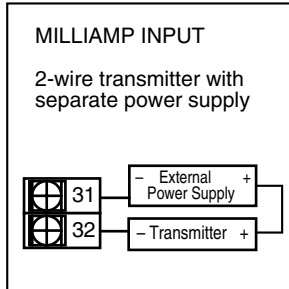 MILLIAMP INPUT
2-wire transmitter with
separate power supply
31
– External +
Power Supply
32
– Transmitter +